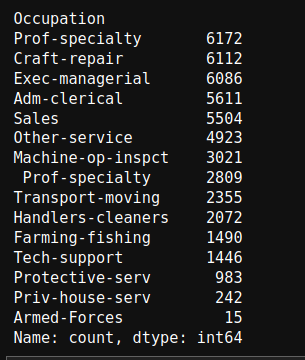 Occupation
Prof-specialty 6172
Craft-repair 6112
Exec-managerial 6086
Adm-clerical 5611
Sales 5504
Other-service 4923
Machine-op-inspct 3021
 Prof-specialty 2809
Transport-moving 2355
Handlers-cleaners 2072
Farming-fishing 1490
Tech-support 1446
Protective-serv 983
Priv-house-serv 242
Armed-Forces 15
Name: count, dtype: int64